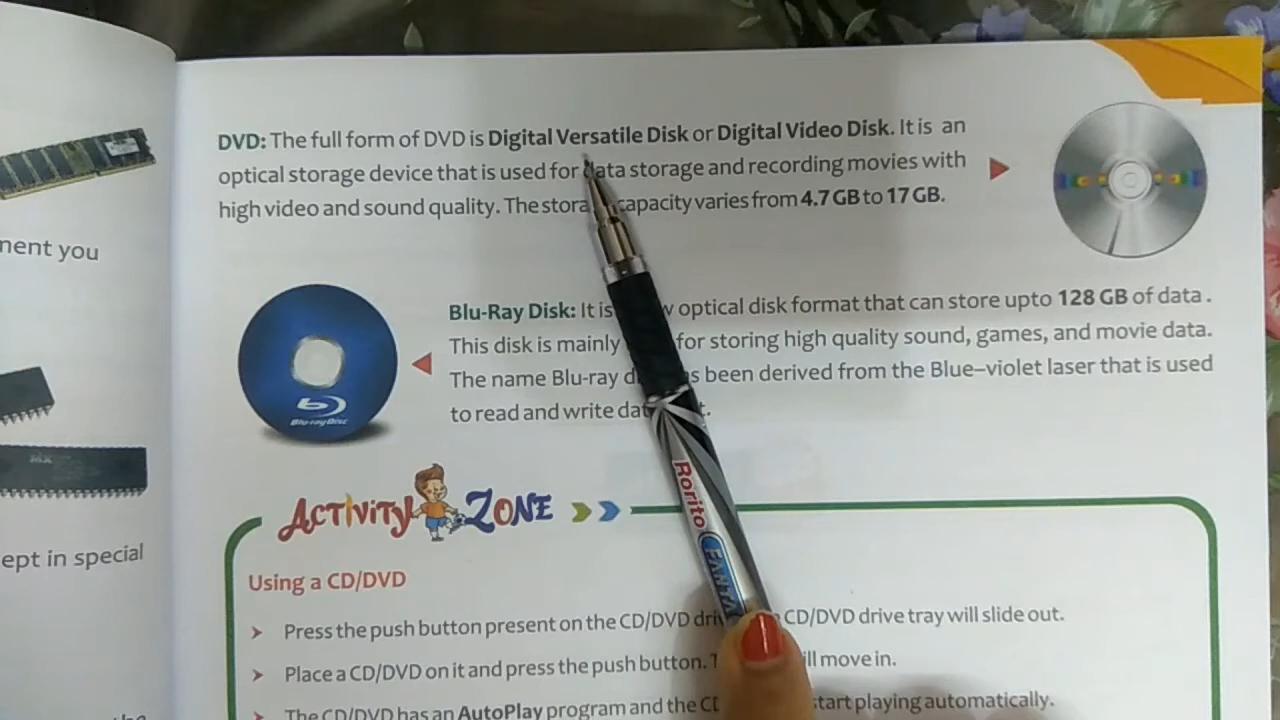 nent you
ept in special
DVD: The full form of DVD is Digital Versatile Disk or Digital Video Disk. It is an
optical storage device that is used for data storage and recording movies with
high video and sound quality. The stora capacity varies from 4.7 GB to 17 GB.
Blu-Ray Disk: It is w optical disk format that can store upto 128 GB of data.
This disk is mainly for storing high quality sound, games, and movie data.
The name Blu-ray d s been derived from the Blue–violet laser that is used
to read and write dat t.
Blu-ray Disc
ACTIVITY ZONE
Using a CD/DVD
Press the push button present on the CD/DVD driv CD/DVD drive tray will slide out.
Place a CD/DVD on it and press the push button. T ill move in.
The CD/DVD has an AutoPlay program and the CD start playing automatically.
Rorito